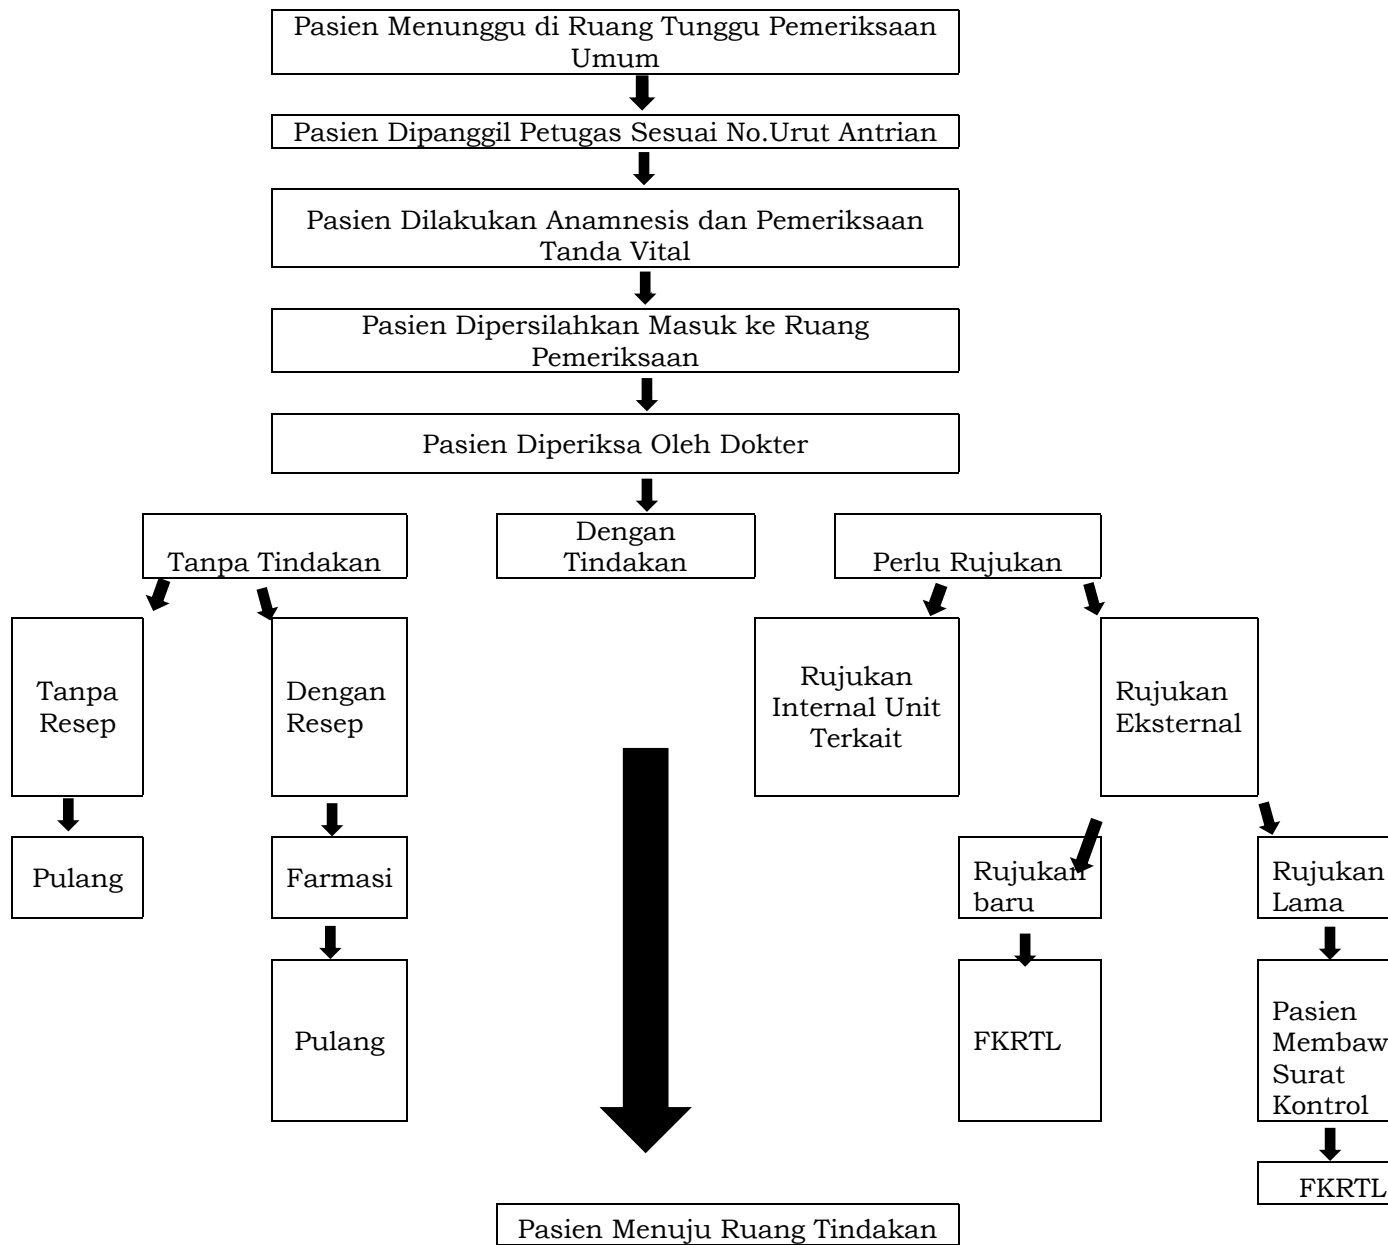 Pasien Menunggu di Ruang Tunggu Pemeriksaan
Umum
Pasien Dipanggil Petugas Sesuai No.Urut Antrian
Pasien Dilakukan Anamnesis dan Pemeriksaan
Tanda Vital
Pasien Dipersilahkan Masuk ke Ruang
Pemeriksaan
Pasien Diperiksa Oleh Dokter
Tanpa Tindakan
Dengan
Tindakan
Perlu Rujukan
Tanpa
Resep
Dengan
Resep
Rujukan
Internal Unit
Terkait
Rujukan
Eksternal
Pulang
Farmasi
Rujukan
baru
Rujukan
Lama
Pulang
FKRTL
Pasien
Membaw
Surat
Kontrol
FKRTL
Pasien Menuju Ruang Tindakan